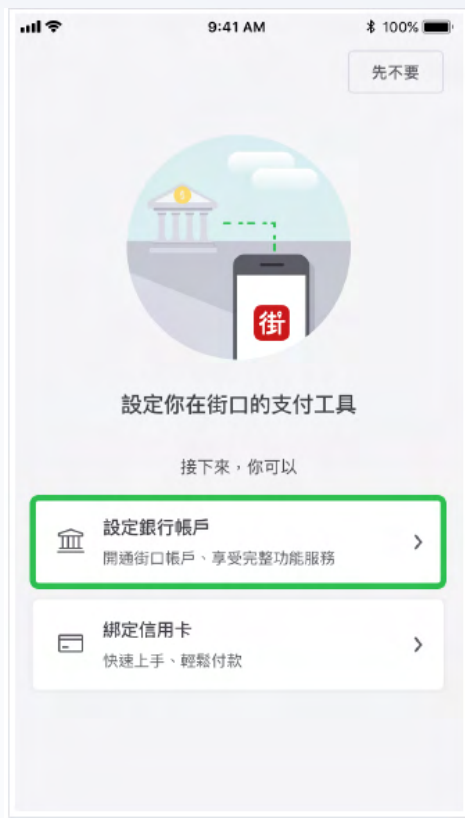 9:41 AM
100%
先不要
$
街
設定你在街口的支付工具
接下來，你可以
設定銀行帳戶
開通街口帳戶、享受完整功能服務
綁定信用卡
快速上手、輕鬆付款